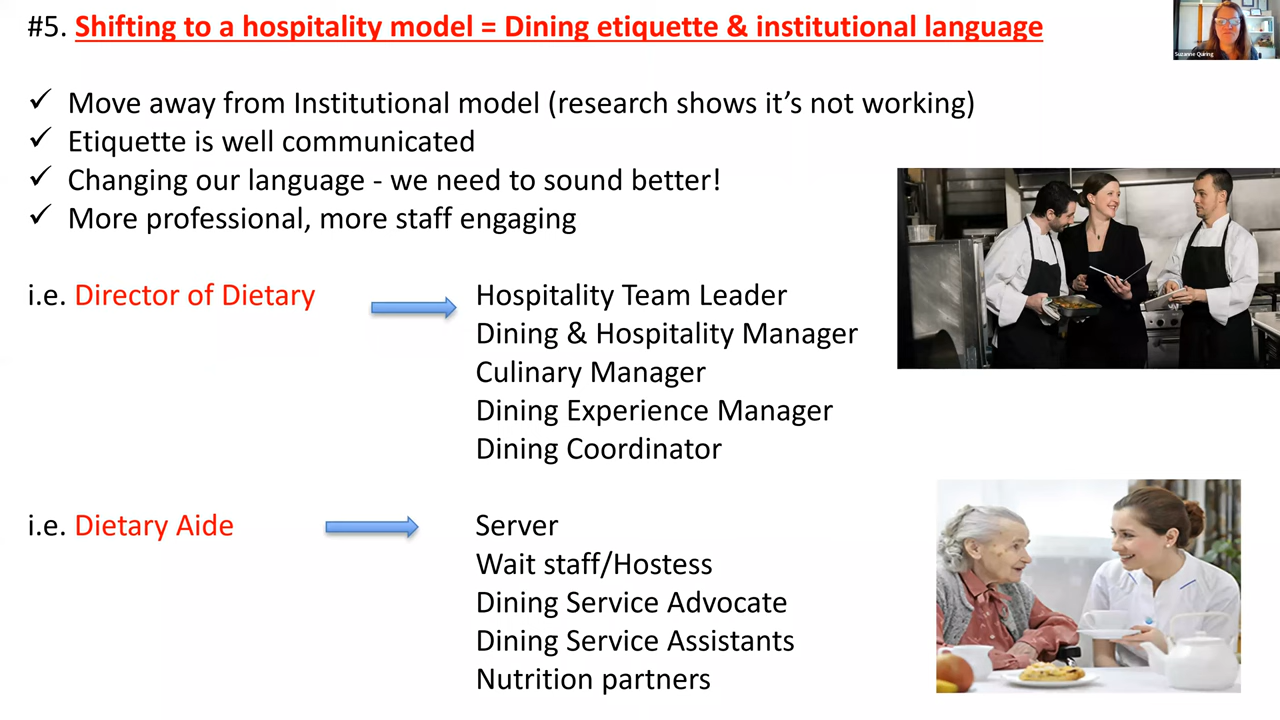 #5. Shifting to a hospitality model = Dining etiquette & institutional language
Suzanne Quiring
✓ Move away from Institutional model (research shows it's not working)
✓ Etiquette is well communicated
✓ Changing our language - we need to sound better!
✓ More professional, more staff engaging
i.e. Director of Dietary
Hospitality Team Leader
Dining & Hospitality Manager
Culinary Manager
Dining Experience Manager
Dining Coordinator
i.e. Dietary Aide
Server
Wait staff/Hostess
Dining Service Advocate
Dining Service Assistants
Nutrition partners